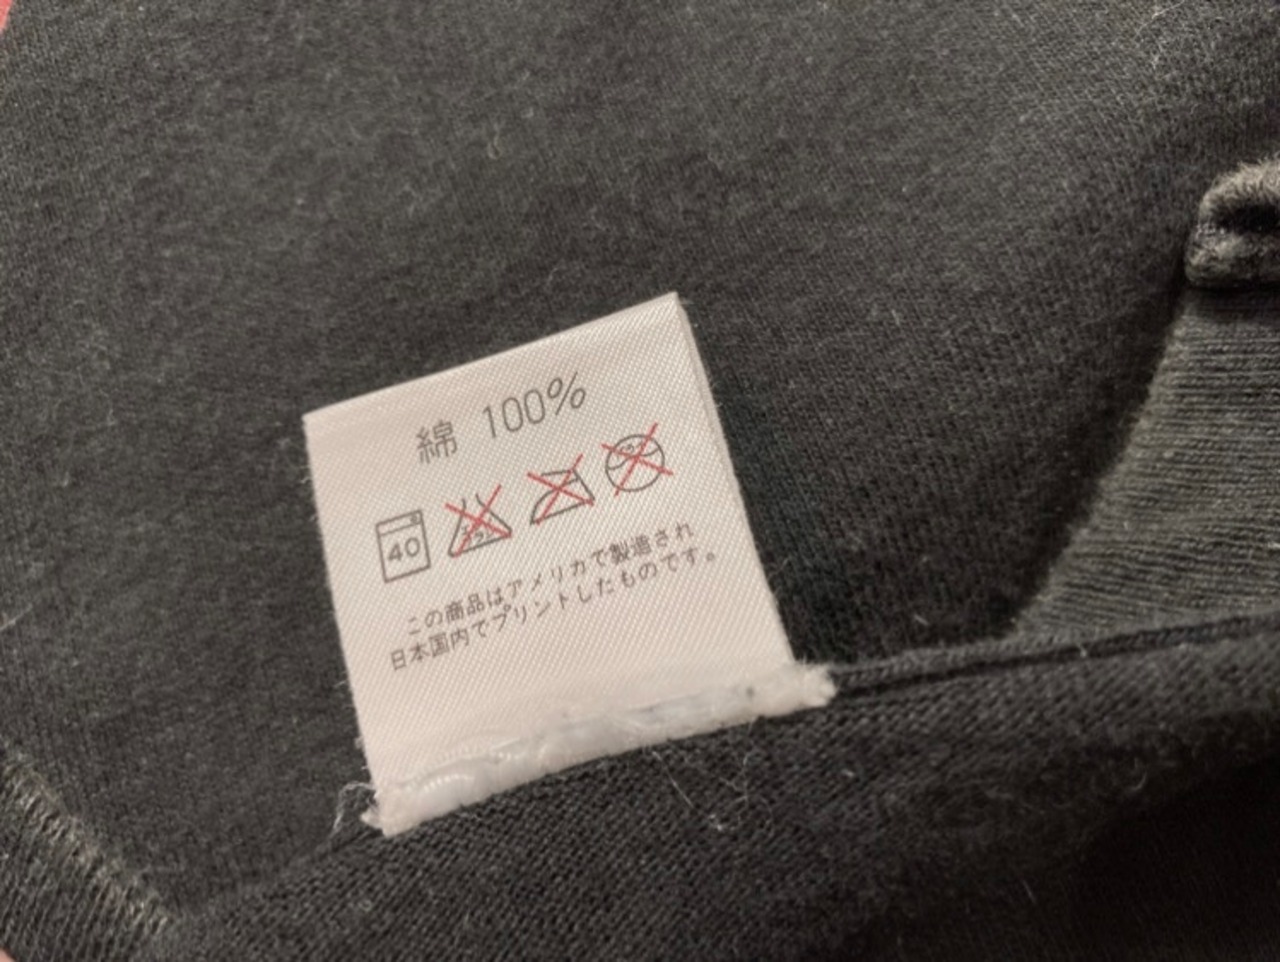 綿 100%
40
この商品はアメリカで製造され
日本国内でプリントしたものです。